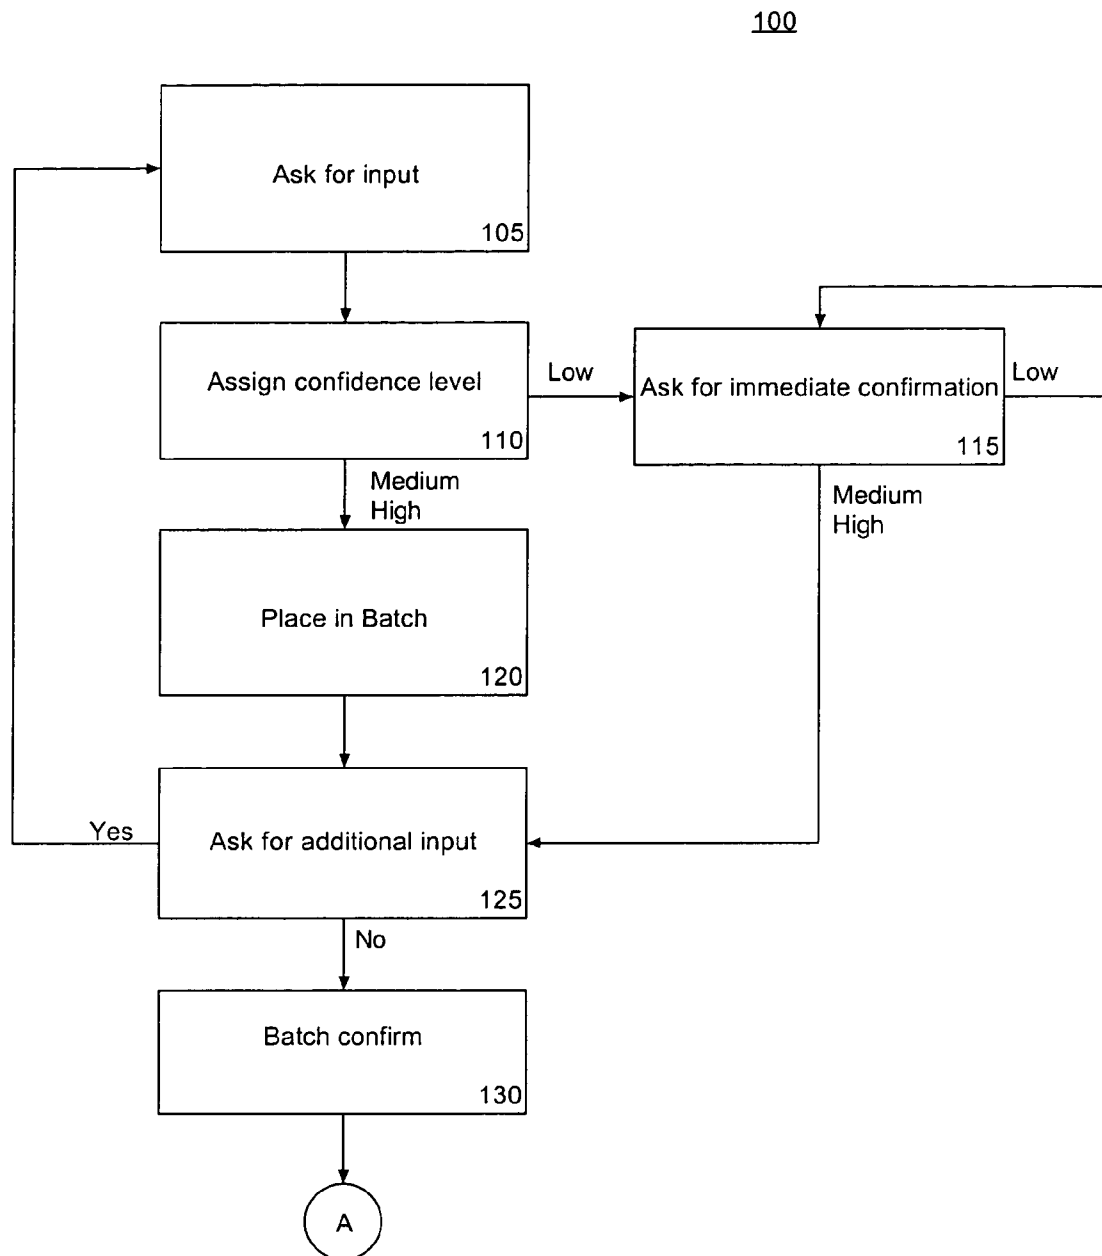 100
Ask for input
105
Assign confidence level
110
Low
Ask for immediate confirmation
115
Low
Medium
High
Medium
High
Place in Batch
120
Yes
Ask for additional input
125
No
Batch confirm
130
A